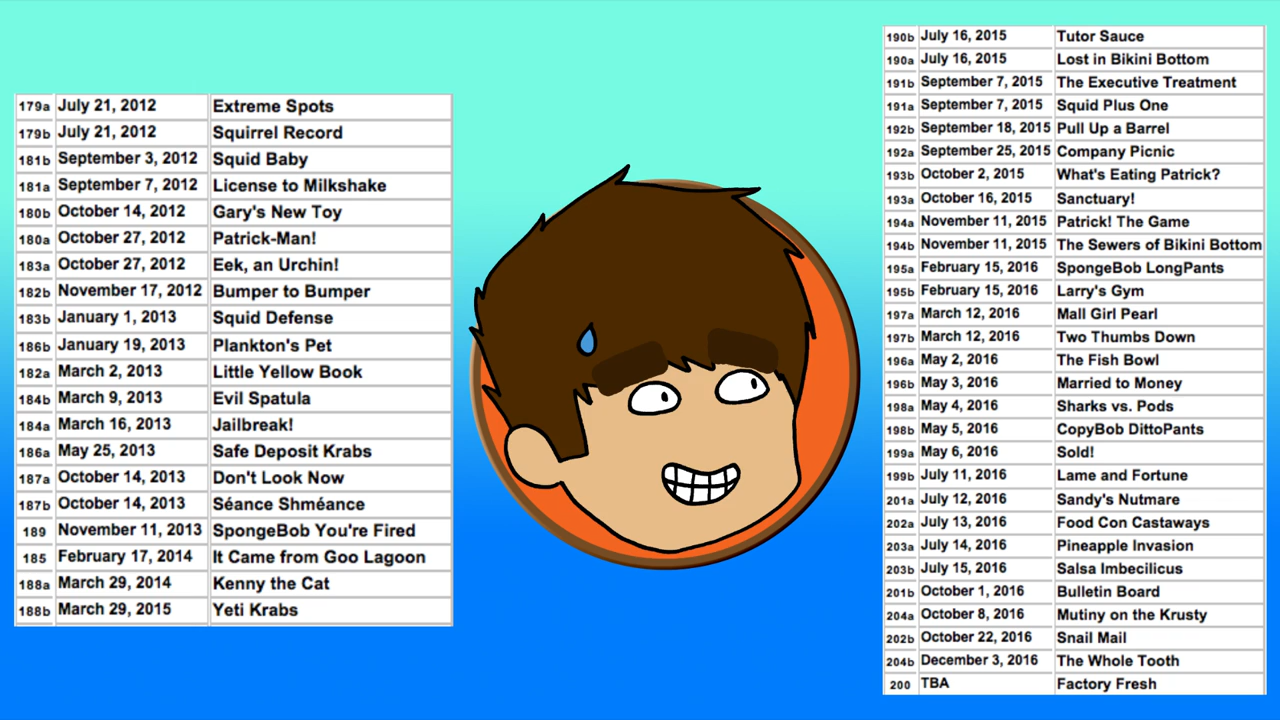 179a July 21, 2012 Extreme Spots
179b July 21, 2012 Squirrel Record
181b September 3, 2012 Squid Baby
181a September 7, 2012 License to Milkshake
180b October 14, 2012 Gary's New Toy
180a October 27, 2012 Patrick-Man!
183a October 27, 2012 Eek, an Urchin!
182b November 17, 2012 Bumper to Bumper
183b January 1, 2013 Squid Defense
186b January 19, 2013 Plankton's Pet
182a March 2, 2013 Little Yellow Book
184b March 9, 2013 Evil Spatula
184a March 16, 2013 Jailbreak!
186a May 25, 2013 Safe Deposit Krabs
187a October 14, 2013 Don't Look Now
187b October 14, 2013 Séance Shméance
189 November 11, 2013 SpongeBob You're Fired
185 February 17, 2014 It Came from Goo Lagoon
188a March 29, 2014 Kenny the Cat
188b March 29, 2015 Yeti Krabs
190b July 16, 2015 Tutor Sauce
190a July 16, 2015 Lost in Bikini Bottom
191b September 7, 2015 The Executive Treatment
191a September 7, 2015 Squid Plus One
192b September 18, 2015 Pull Up a Barrel
192a September 25, 2015 Company Picnic
193b October 2, 2015 What's Eating Patrick?
193a October 16, 2015 Sanctuary!
194a November 11, 2015 Patrick! The Game
194b November 11, 2015 The Sewers of Bikini Bottom
195a February 15, 2016 SpongeBob LongPants
195b February 15, 2016 Larry's Gym
197a March 12, 2016 Mall Girl Pearl
197b March 12, 2016 Two Thumbs Down
196a May 2, 2016 The Fish Bowl
196b May 3, 2016 Married to Money
198a May 4, 2016 Sharks vs. Pods
198b May 5, 2016 CopyBob DittoPants
199a May 6, 2016 Sold!
199b July 11, 2016 Lame and Fortune
201a July 12, 2016 Sandy's Nutmare
202a July 13, 2016 Food Con Castaways
203a July 14, 2016 Pineapple Invasion
203b July 15, 2016 Salsa Imbecilicus
201b October 1, 2016 Bulletin Board
204a October 8, 2016 Mutiny on the Krusty
202b October 22, 2016 Snail Mail
204b December 3, 2016 The Whole Tooth
200 TBA Factory Fresh